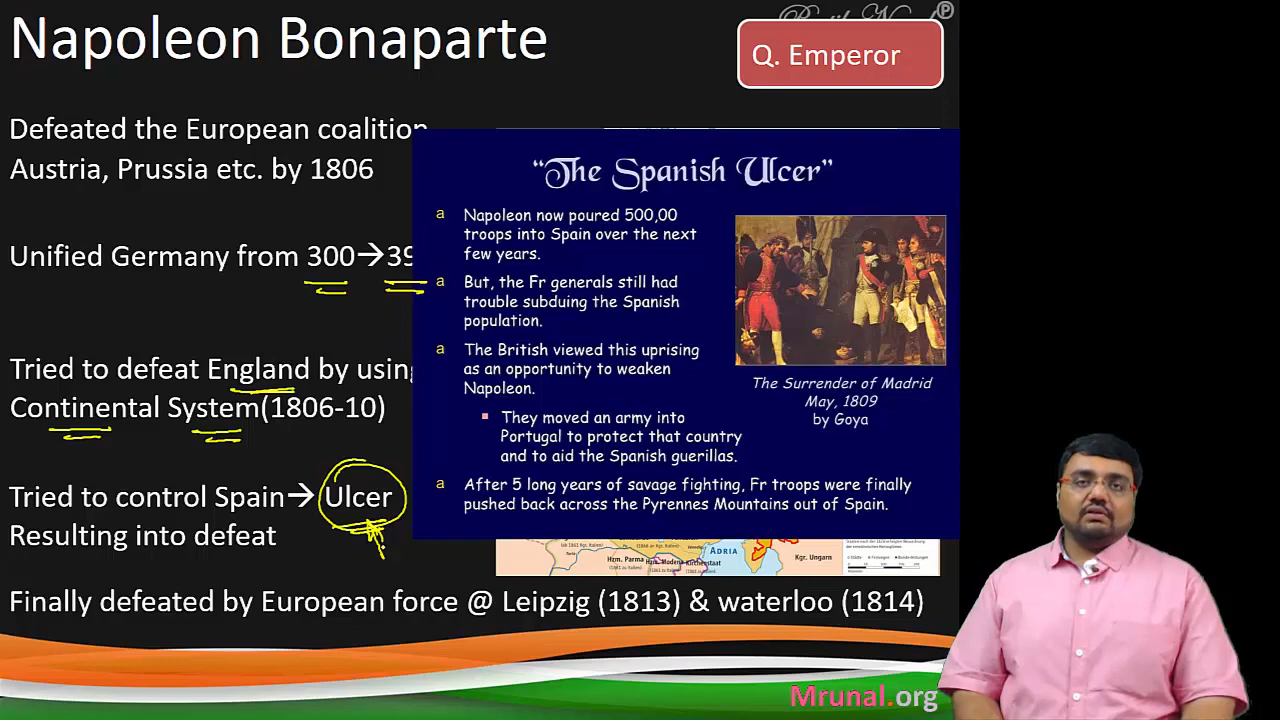 Napoleon Bonaparte
Q. Emperor
Defeated the European coalition
Austria, Prussia etc. by 1806
Unified Germany from 300→39
Tried to defeat England by using
Continental System(1806-10)
Tried to control Spain→ Ulcer
Resulting into defeat
“The Spanish Ulcer”
a Napoleon now poured 500,00
troops into Spain over the next
few years.
a But, the Fr generals still had
trouble subduing the Spanish
population.
a The British viewed this uprising
as an opportunity to weaken
Napoleon.
They moved an army into
Portugal to protect that country
and to aid the Spanish guerillas.
a After 5 long years of savage fighting, Fr troops were finally
pushed back across the Pyrennes Mountains out of Spain.
The Surrender of Madrid
May, 1809
by Goya
Hzm. Parma
Hzm. Modena
Kirchenstaat
ADRIA
Kgr. Ungarn
Finally defeated by European force @ Leipzig (1813) & waterloo (1814)
Mrunal.org